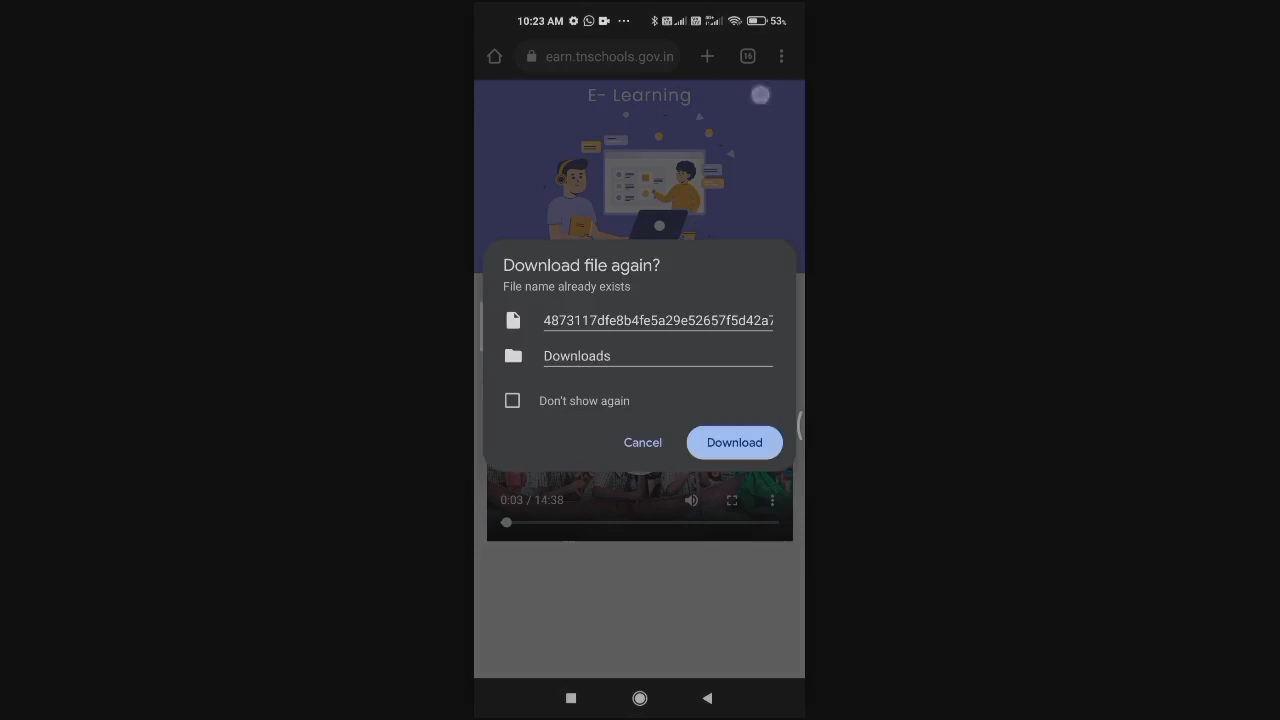 10:23 AM ... 53%
earn.tnschools.gov.in 16
E- Learning
Download file again?
File name already exists
4873117dfe8b4fe5a29e52657f5d42a7
Downloads
Don't show again
Cancel Download
0:03 / 14:38